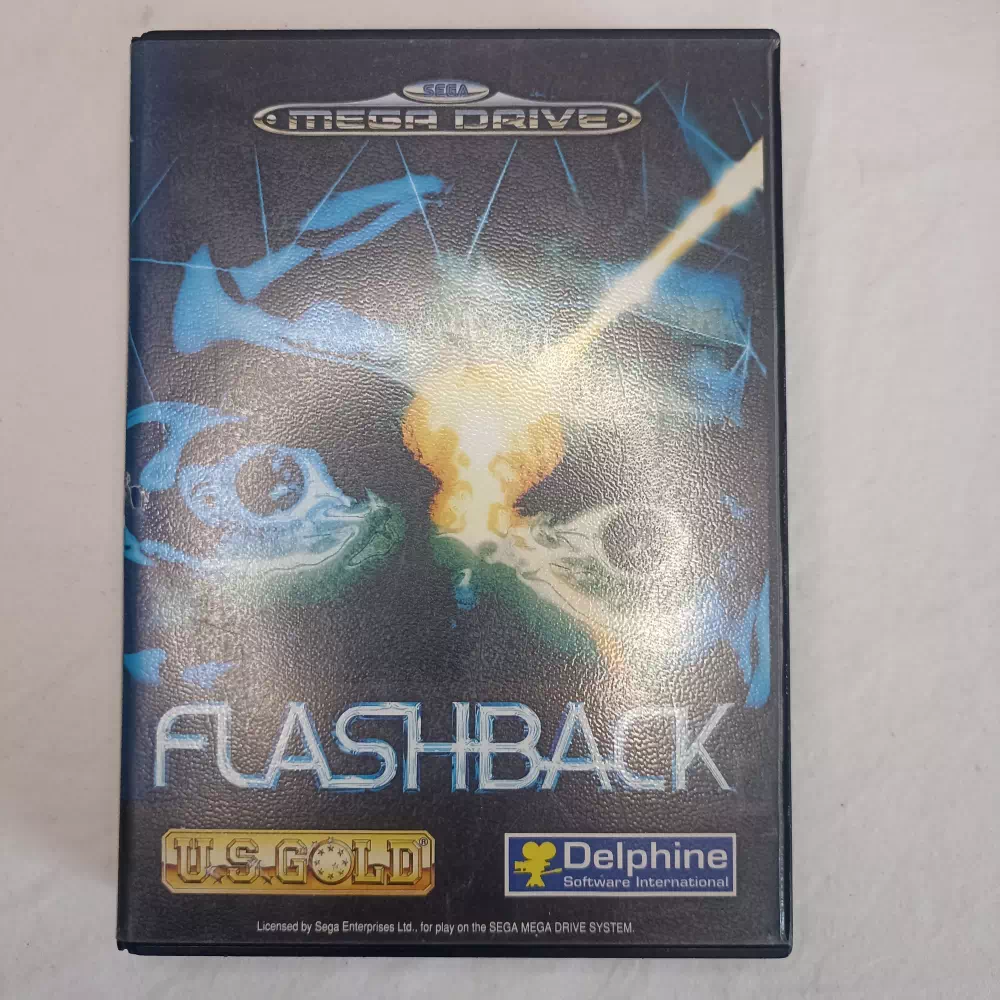 SEGA
MEGA DRIVE
FLASHBACK
U.S.GOLD®
Delphine
Software International
Licensed by Sega Enterprises Ltd., for play on the SEGA MEGA DRIVE SYSTEM.